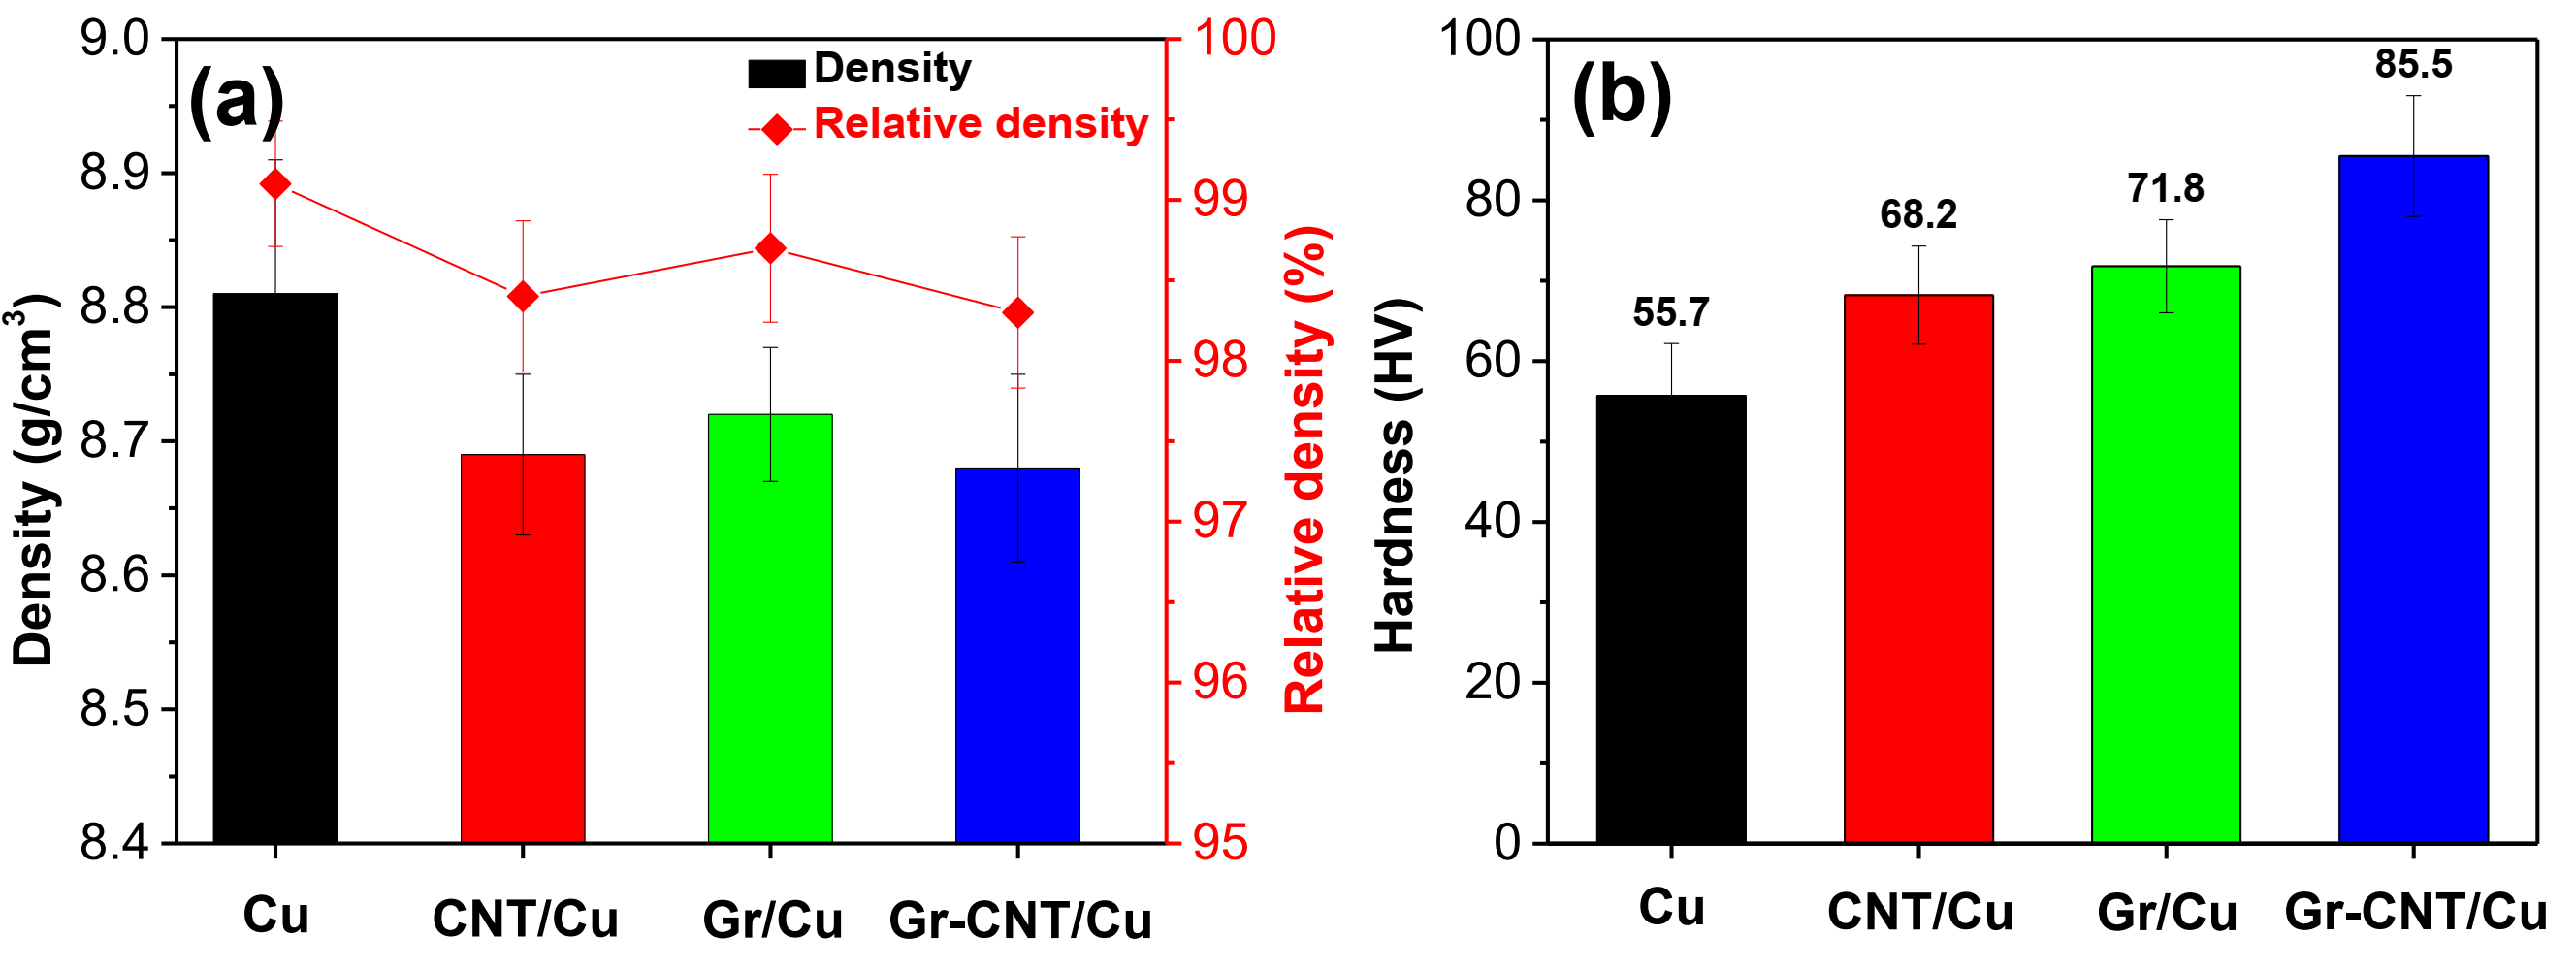 (a)
Density
Relative density
9.0
8.9
8.8
8.7
8.6
8.5
8.4
Density (g/cm³)
100
99
98
97
96
95
Relative density (%)
Cu
CNT/Cu
Gr/Cu
Gr-CNT/Cu
(b)
100
80
60
40
20
0
Hardness (HV)
55.7
68.2
71.8
85.5
Cu
CNT/Cu
Gr/Cu
Gr-CNT/Cu